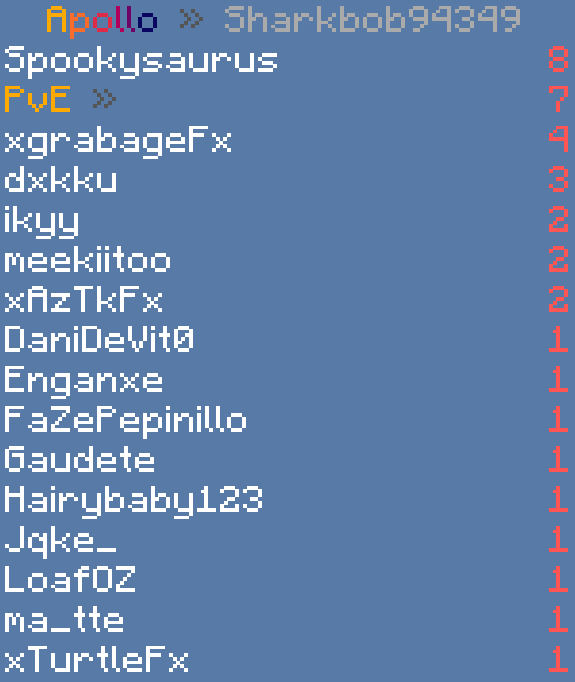 Apollo » Sharkbob94349
Spookysaurus 8
PvE » 7
xgrabageFx 4
dxkku 3
ikyy 2
meekiitoo 2
xAzTkFx 2
DaniDeVit0 1
Enganxe 1
FaZePepinillo 1
Gaudete 1
Hairybaby123 1
Jqke_ 1
LoafOZ 1
ma_tte 1
xTurtleFx 1